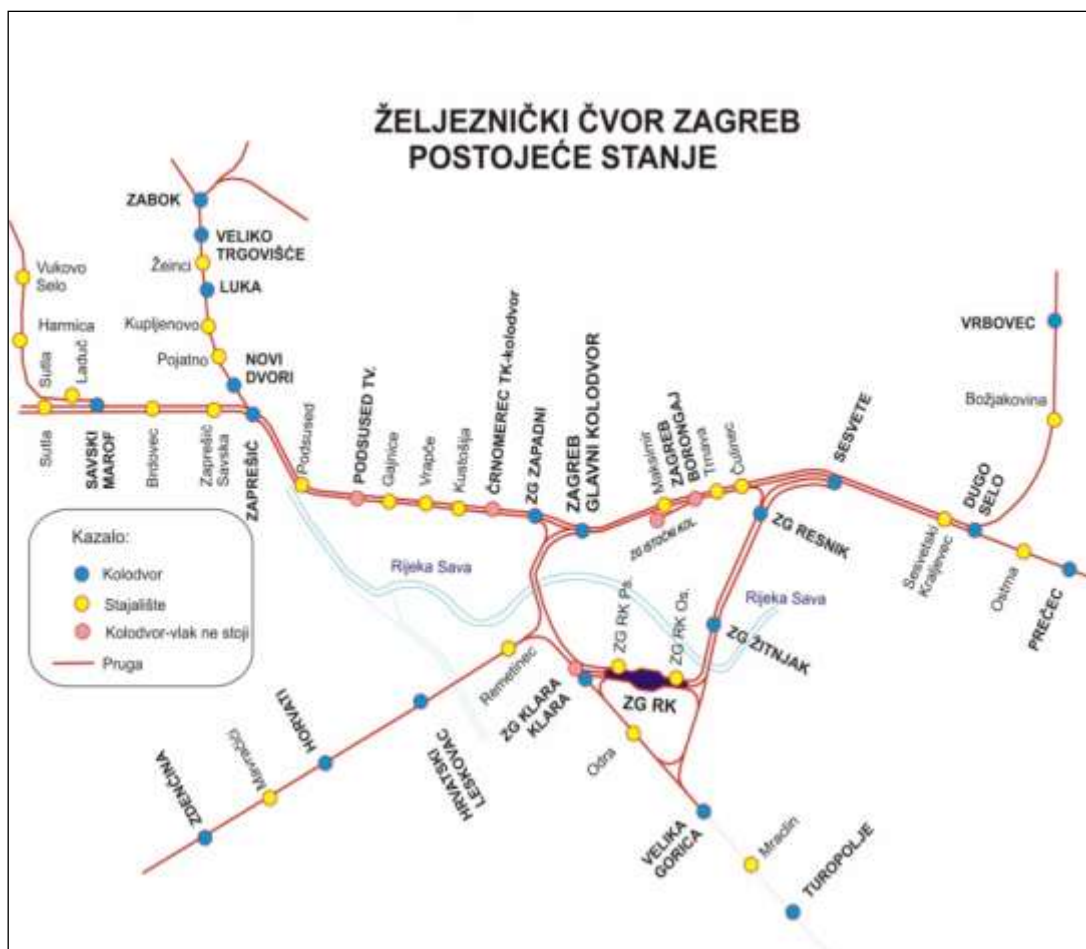 ŽELJEZNIČKI ČVOR ZAGREB
POSTOJEĆE STANJE
ZABOK
VELIKO
TRGOVIŠĆE
Žeinci
LUKA
Kupljenovo
Pojatno
NOVI
DVORI
Vukovo
Selo
Harmica
Sutla
Laduč
Sutla
SAVSKI
MAROF
Brdovec
Zaprešić
Savska
ZAPREŠIĆ
Podsused
PODSUSED TV.
Gajnice
Vrapče
Kustošija
ČRNOMEREC TK-kolodvor
ZG ZAPADNI
ZAGREB
GLAVNI KOLODVOR
Maksimir
ZAGREB
BORONGAJ
Trnava
Čulinec
ZG ISTOČNI KOL.
SESVETE
ZG RESNIK
VRBOVEC
Božjakovina
DUGO
SELO
Sesvetski
Kraljevec
Ostrna
PREČEC
Kazalo:
Kolodvor
Stajalište
Kolodvor-vlak ne stoji
Pruga
Rijeka Sava
Rijeka Sava
ZG RK Ps.
ZG RK Os.
ZG ŽITNJAK
ZG RK
Remetinec
ZG KLARA
KLARA
HRVATSKI
LESKOVAC
HORVATI
Mavračići
ZDENČINA
Odra
VELIKA
GORICA
Mraclin
TUROPOLJE